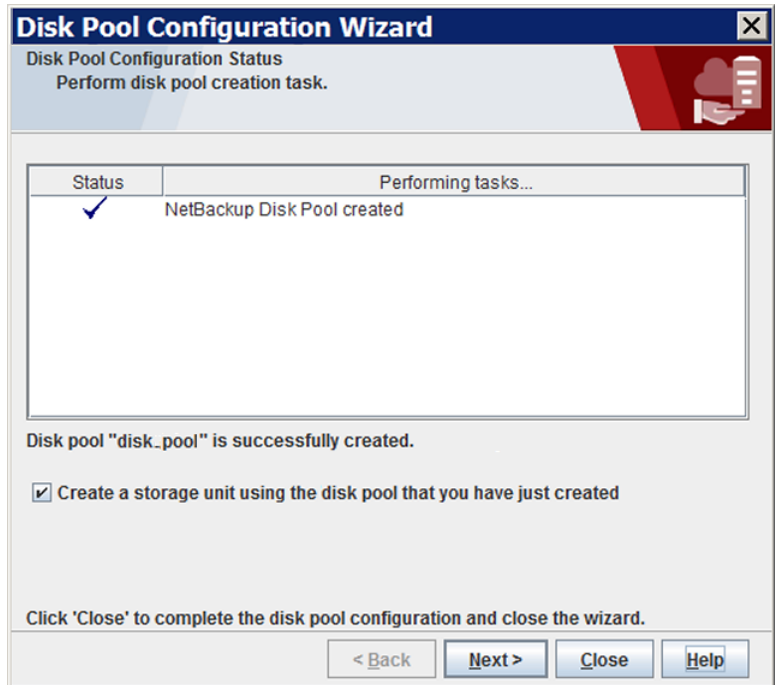 Disk Pool Configuration Wizard
Disk Pool Configuration Status
Perform disk pool creation task.
Status Performing tasks...
NetBackup Disk Pool created
Disk pool "disk_pool" is successfully created.
Create a storage unit using the disk pool that you have just created
Click 'Close' to complete the disk pool configuration and close the wizard.
< Back Next > Close Help